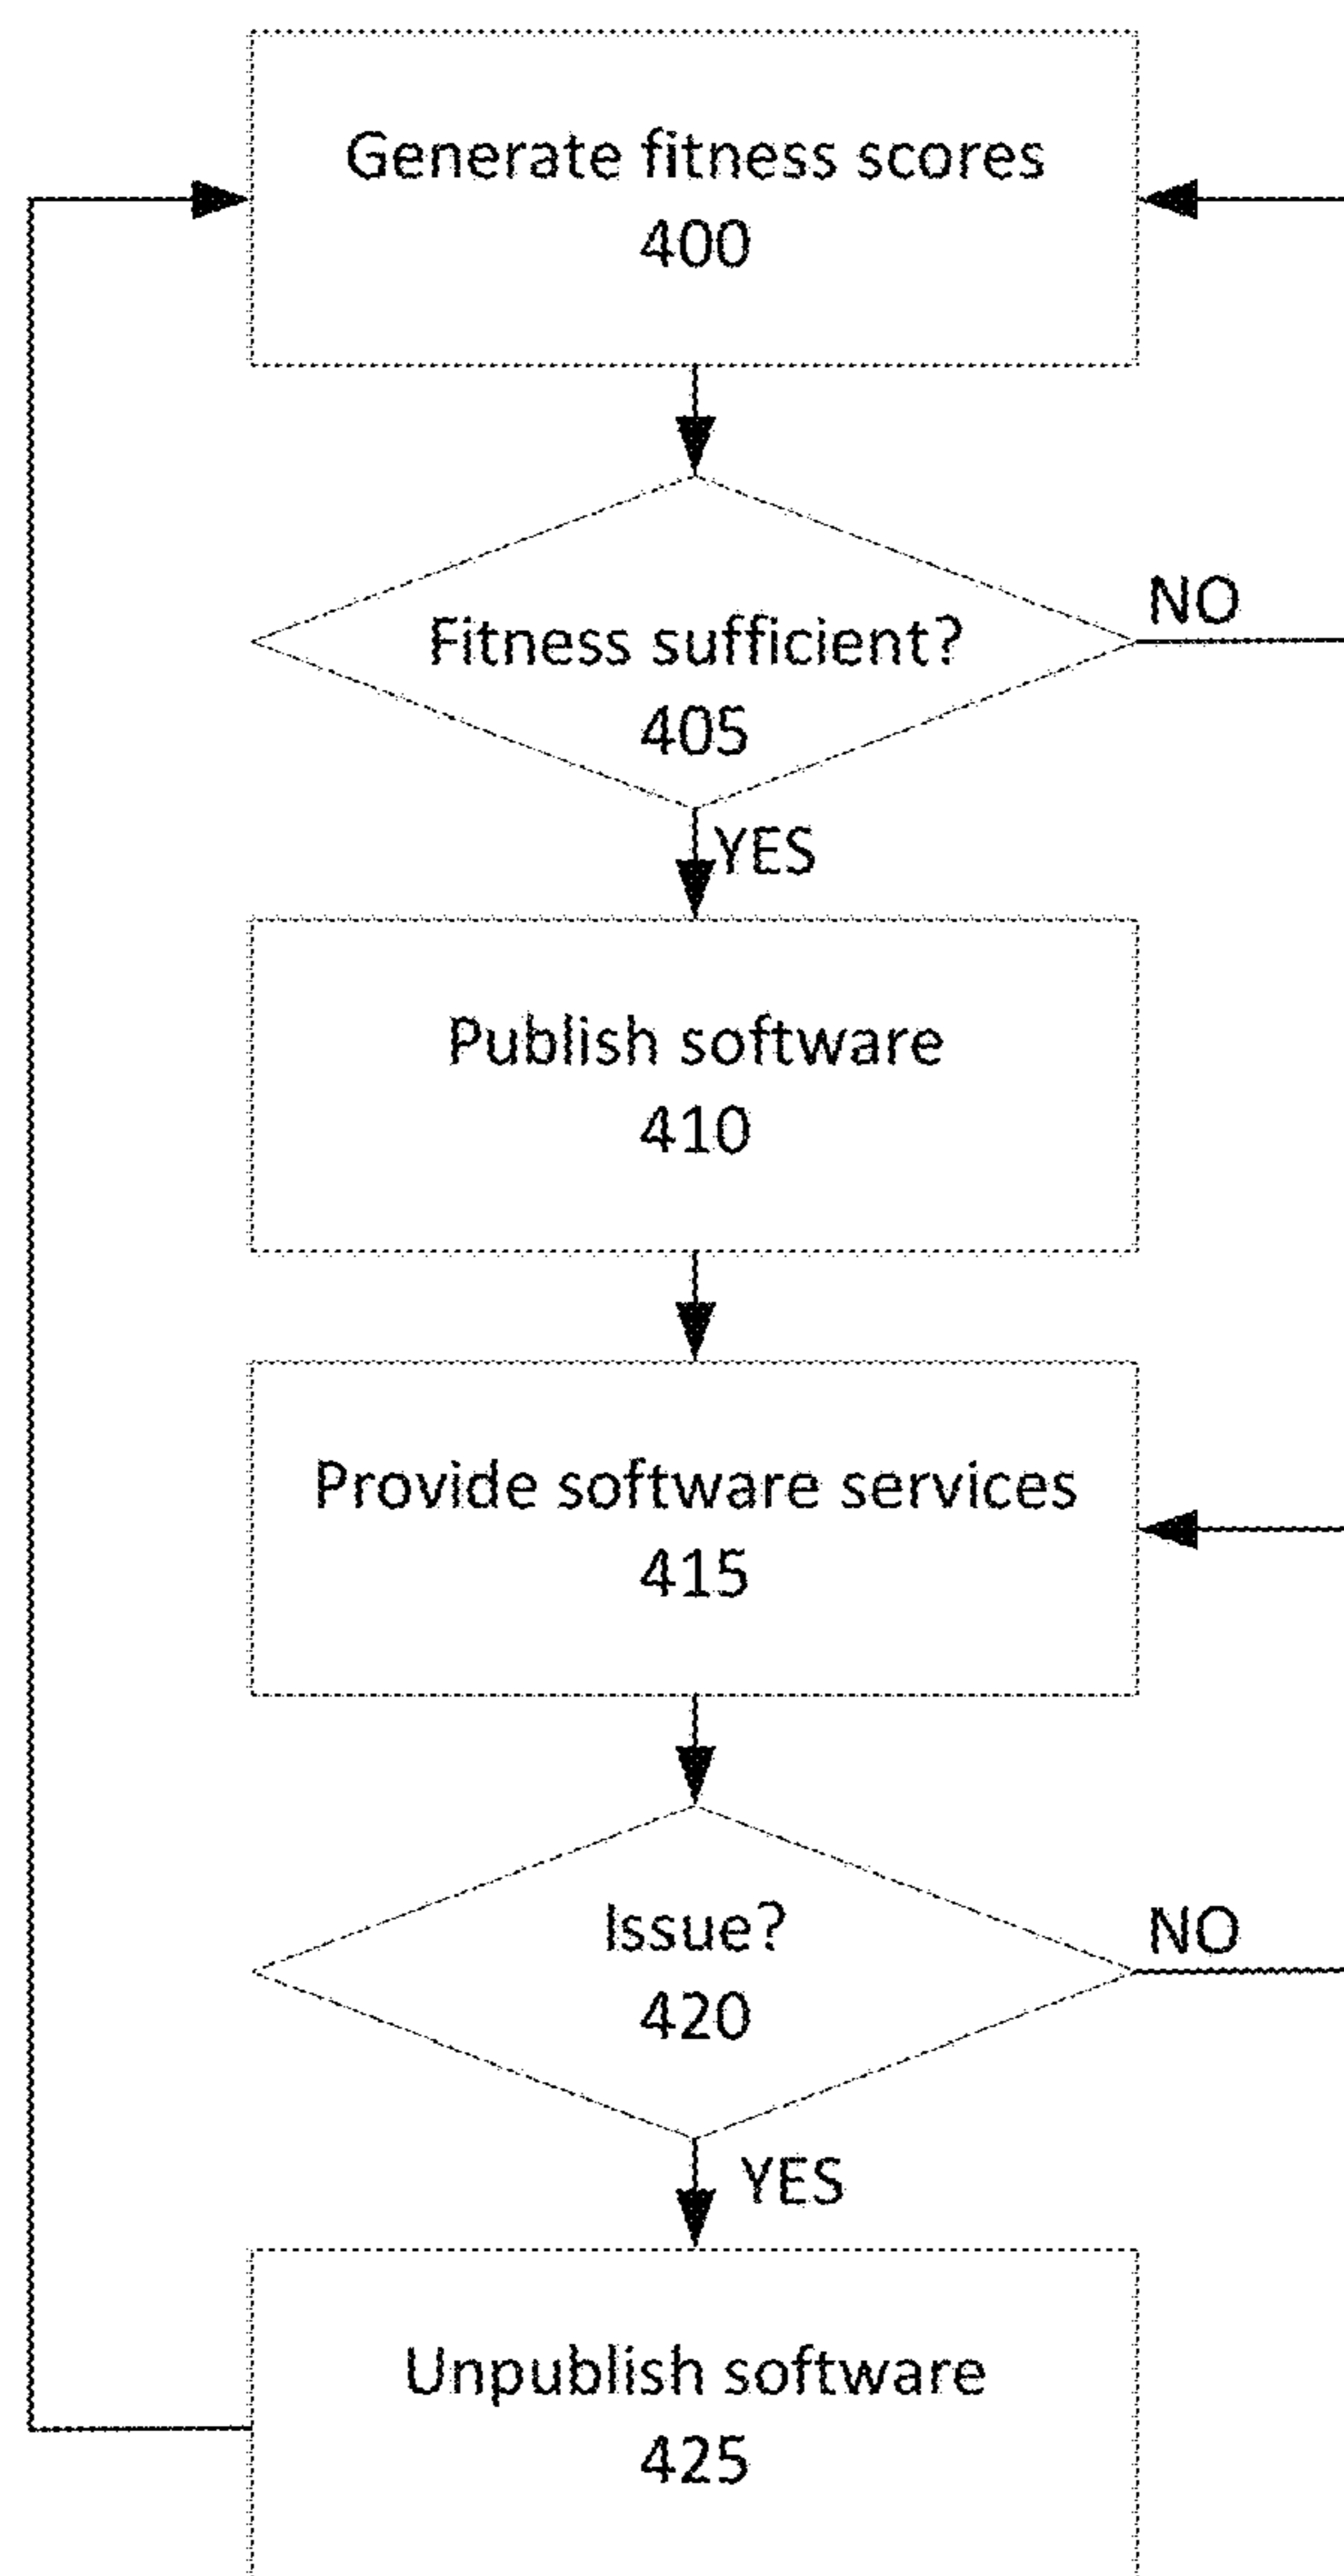 Generate fitness scores
400
Fitness sufficient?
405
NO
YES
Publish software
410
Provide software services
415
Issue?
420
NO
YES
Unpublish software
425